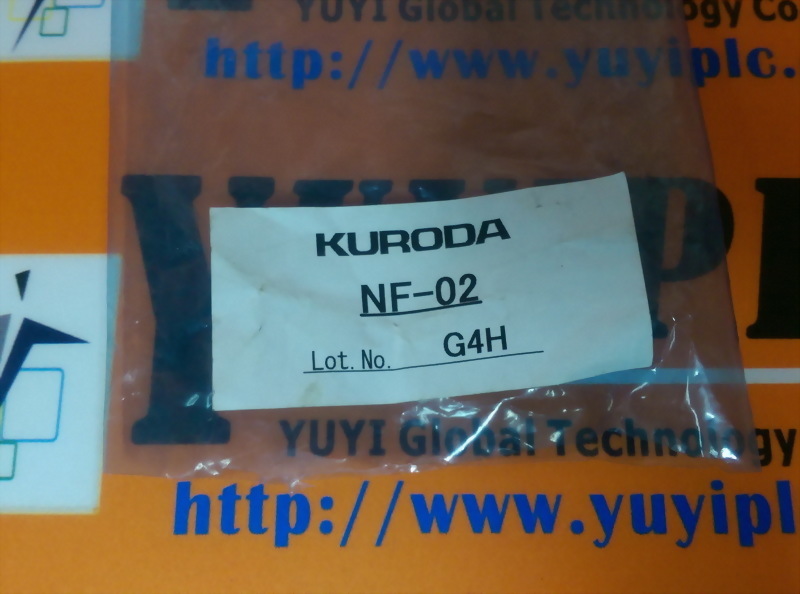 YUYI Global Technology Co
http://www.yuyiplc.
KURODA
NF-02
Lot. No. G4H
YUYI Global Technology
http://www.yuyipl